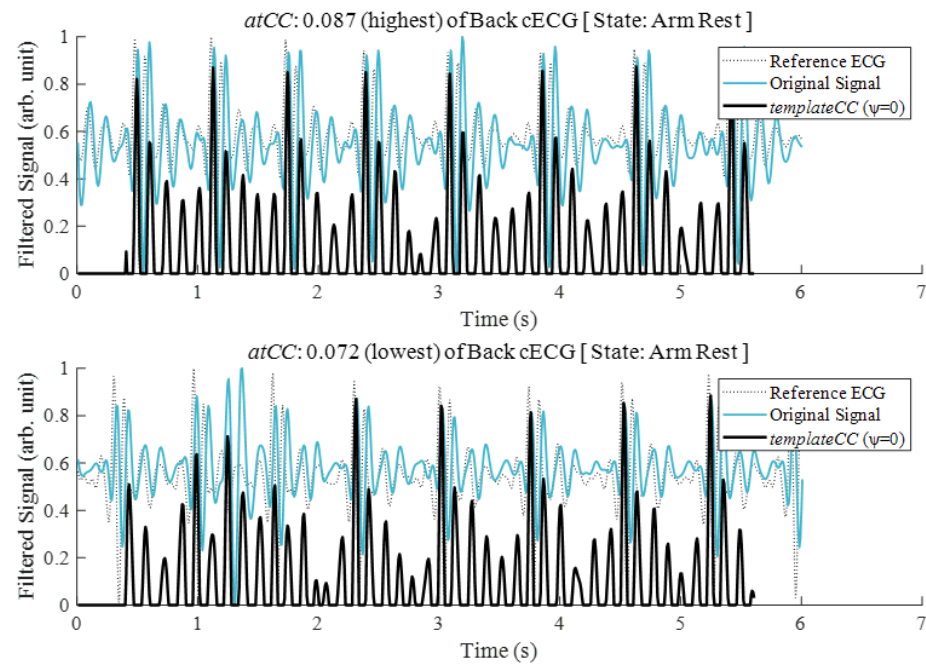 atCC: 0.087 (highest) of Back cECG [ State: Arm Rest ]
Filtered Signal (arb. unit)
1
0.8
0.6
0.4
0.2
0
Reference ECG
Original Signal
templateCC (ψ=0)
0 1 2 3 4 5 6 7
Time (s)
atCC: 0.072 (lowest) of Back cECG [ State: Arm Rest ]
Filtered Signal (arb. unit)
1
0.8
0.6
0.4
0.2
0
Reference ECG
Original Signal
templateCC (ψ=0)
0 1 2 3 4 5 6 7
Time (s)